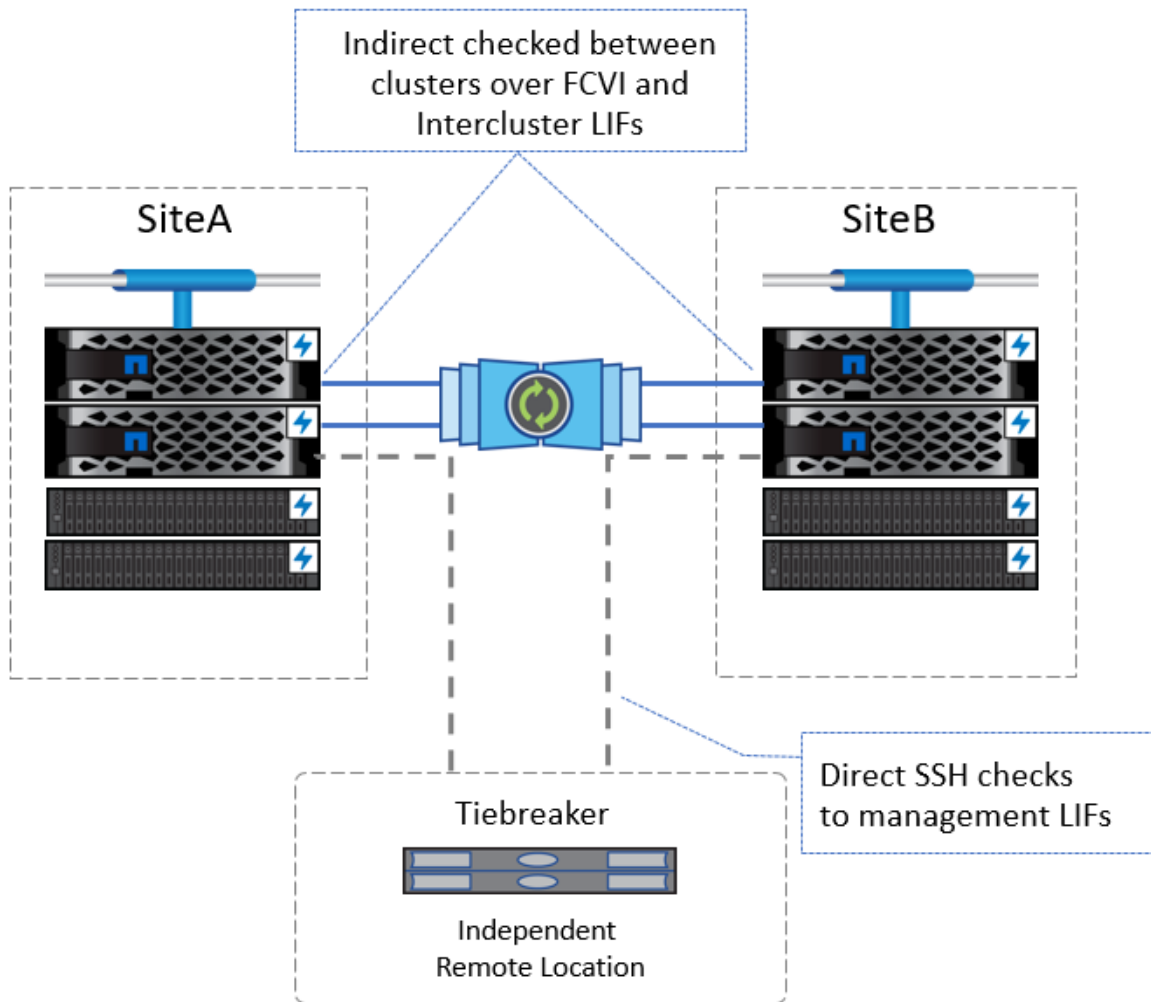 Indirect checked between
clusters over FCVI and
Intercluster LIFs
SiteA
SiteB
Direct SSH checks
to management LIFs
Tiebreaker
Independent
Remote Location